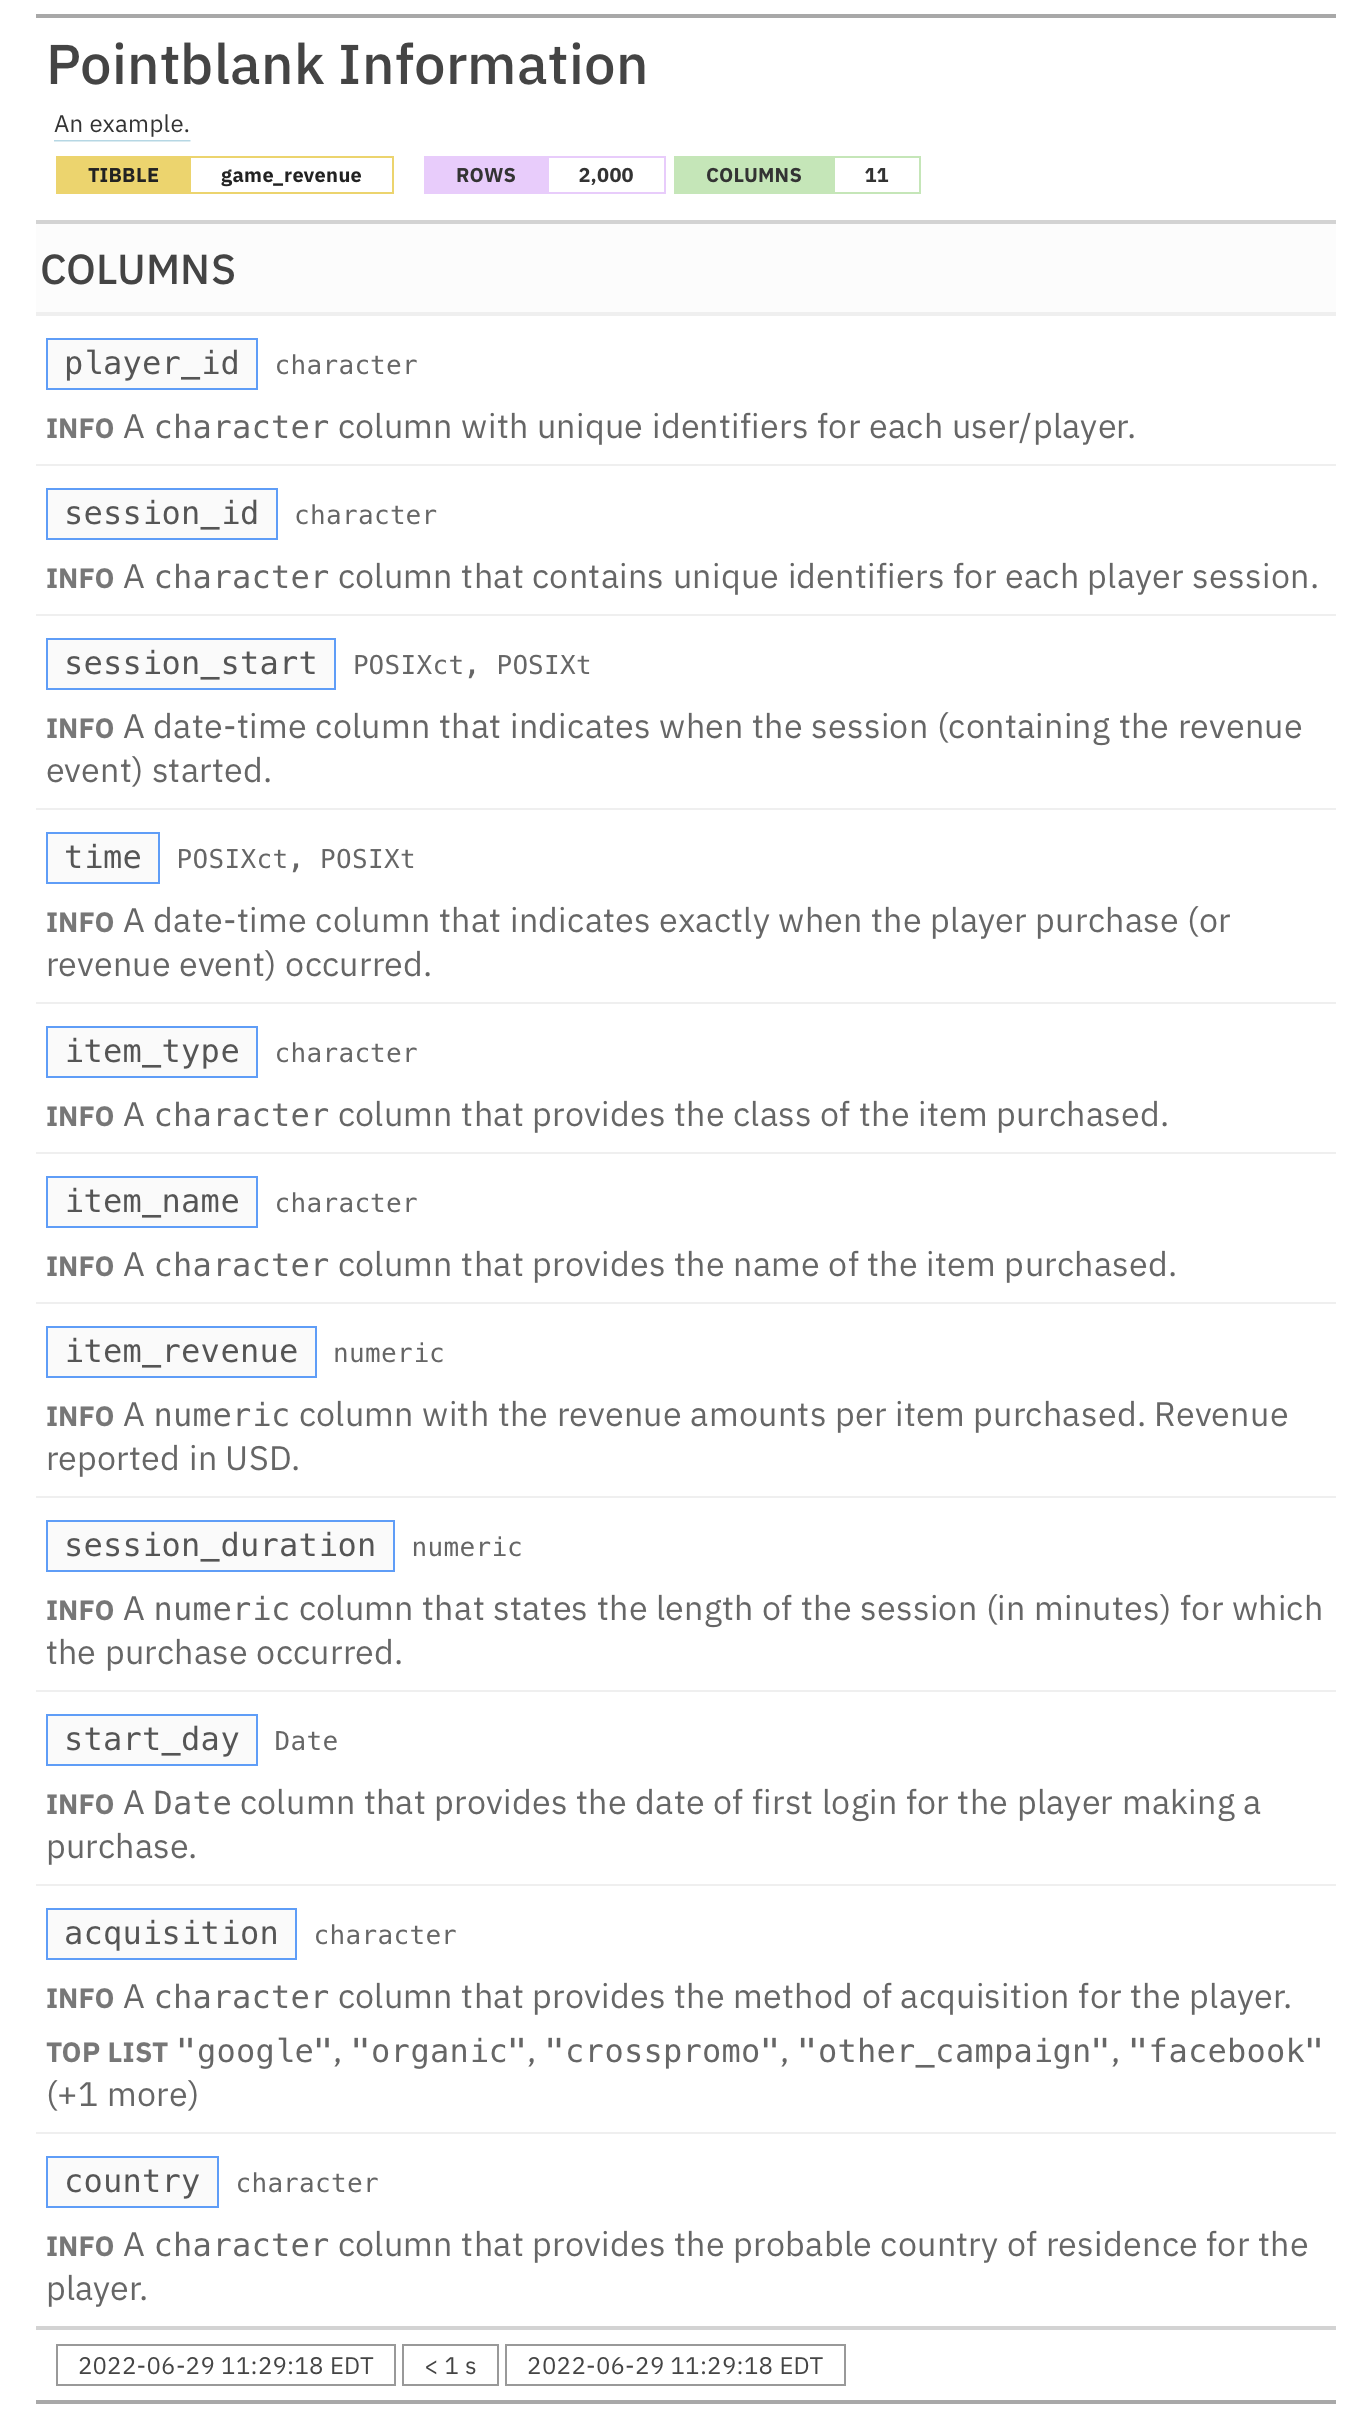 Pointblank Information
An example.
TIBBLE game_revenue ROWS 2,000 COLUMNS 11
COLUMNS
player_id character
INFO A character column with unique identifiers for each user/player.
session_id character
INFO A character column that contains unique identifiers for each player session.
session_start POSIXct, POSIXt
INFO A date-time column that indicates when the session (containing the revenue
event) started.
time POSIXct, POSIXt
INFO A date-time column that indicates exactly when the player purchase (or
revenue event) occurred.
item_type character
INFO A character column that provides the class of the item purchased.
item_name character
INFO A character column that provides the name of the item purchased.
item_revenue numeric
INFO A numeric column with the revenue amounts per item purchased. Revenue
reported in USD.
session_duration numeric
INFO A numeric column that states the length of the session (in minutes) for which
the purchase occurred.
start_day Date
INFO A Date column that provides the date of first login for the player making a
purchase.
acquisition character
INFO A character column that provides the method of acquisition for the player.
TOP LIST "google", "organic", "crosspromo", "other_campaign", "facebook"
(+1 more)
country character
INFO A character column that provides the probable country of residence for the
player.
2022-06-29 11:29:18 EDT < 1 s 2022-06-29 11:29:18 EDT